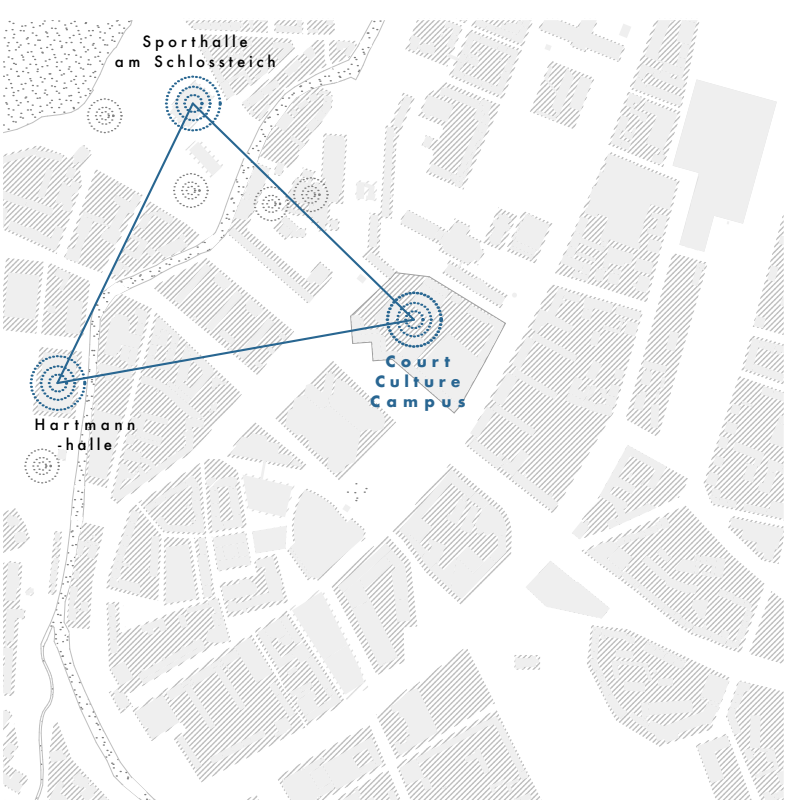 Sporthalle
am Schlossteich
Court
Culture
Campus
Hartmann
-halle